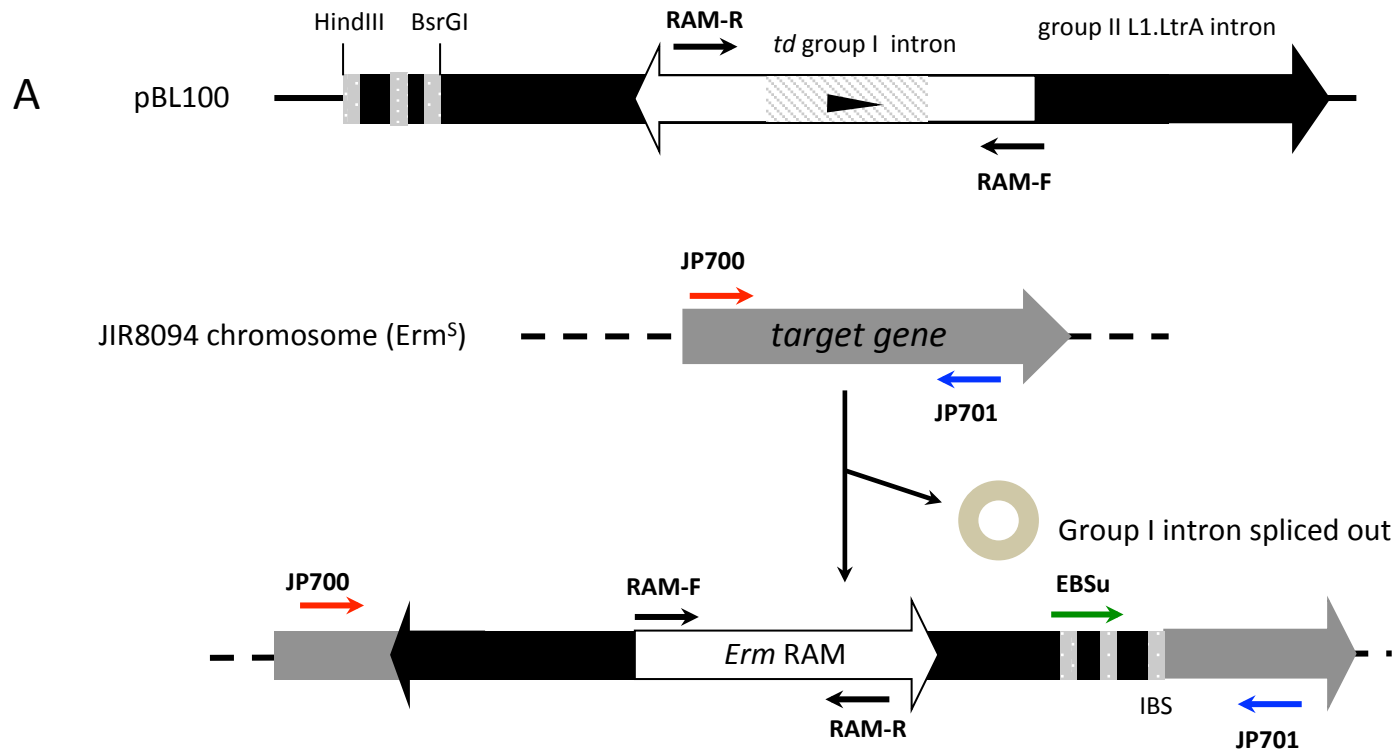 HindIII BsrGI RAM-R td group I intron group II L1.LtrA intron
A pBL100
RAM-F
JP700
JIR8094 chromosome (Ermˢ) target gene
JP701
Group I intron spliced out
JP700 RAM-F EBSu
Erm RAM
RAM-R IBS JP701